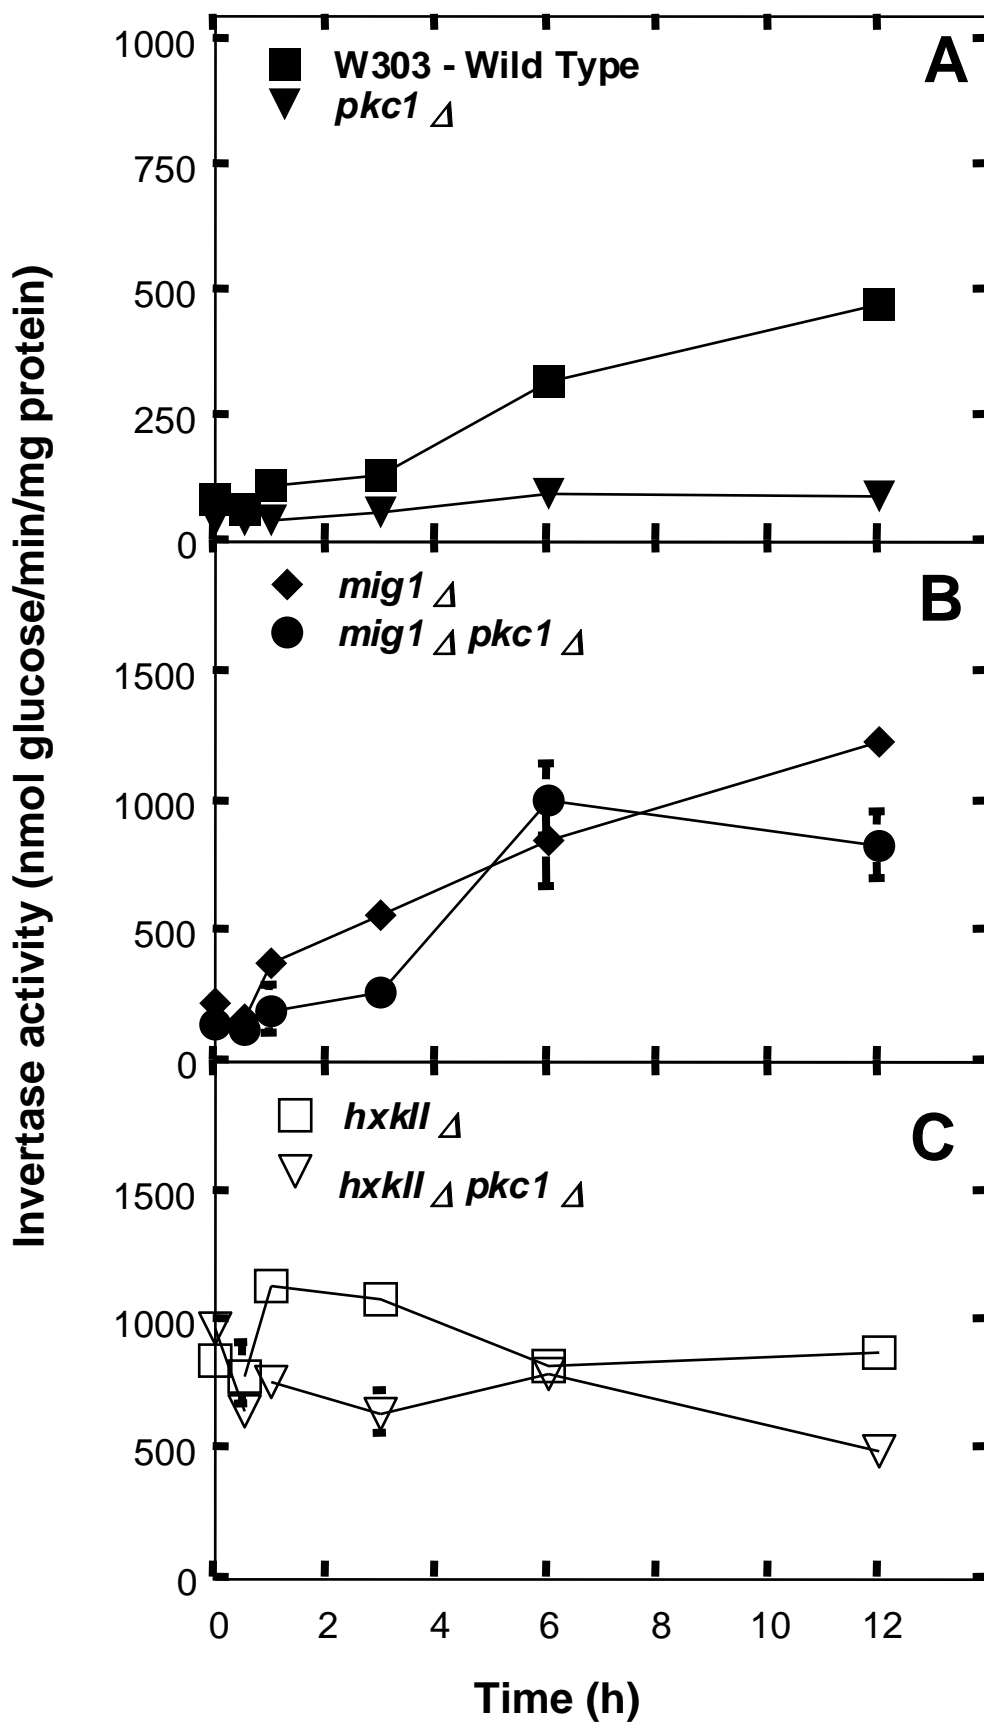 A
1000
W303 - Wild Type
pkc1 Δ
750
500
250
0
B
mig1 Δ
mig1 Δ pkc1 Δ
1500
1000
500
0
C
hxkII Δ
hxkII Δ pkc1 Δ
1500
1000
500
0
0 2 4 6 8 10 12
Time (h)
Invertase activity (nmol glucose/min/mg protein)